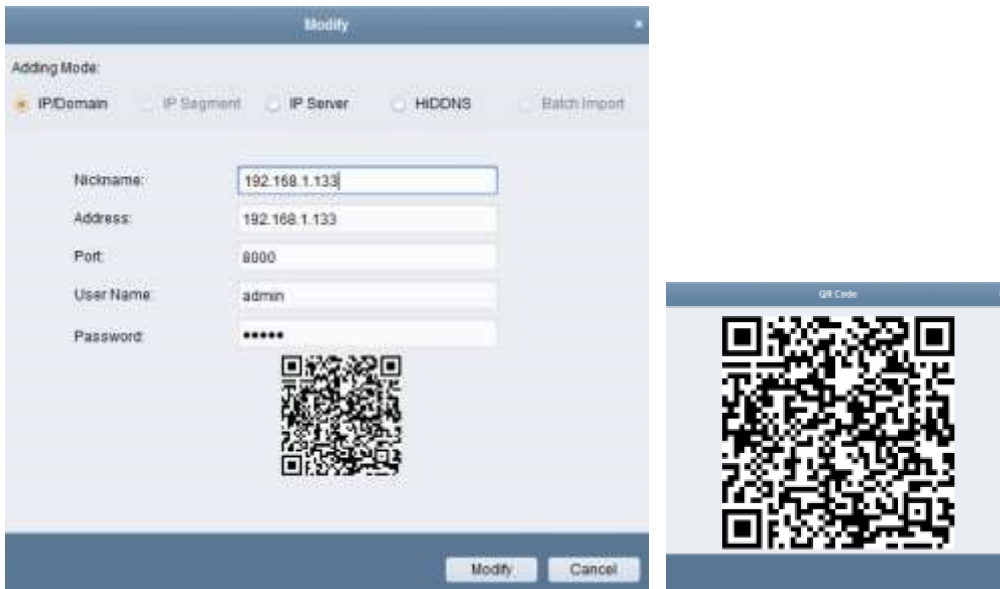 Modify
Adding Mode:
IP/Domain IP Segment IP Server HiDDNS Batch Import
Nickname: 192.168.1.133
Address: 192.168.1.133
Port: 8000
User Name: admin
Password: •••••
Modify Cancel
QR Code